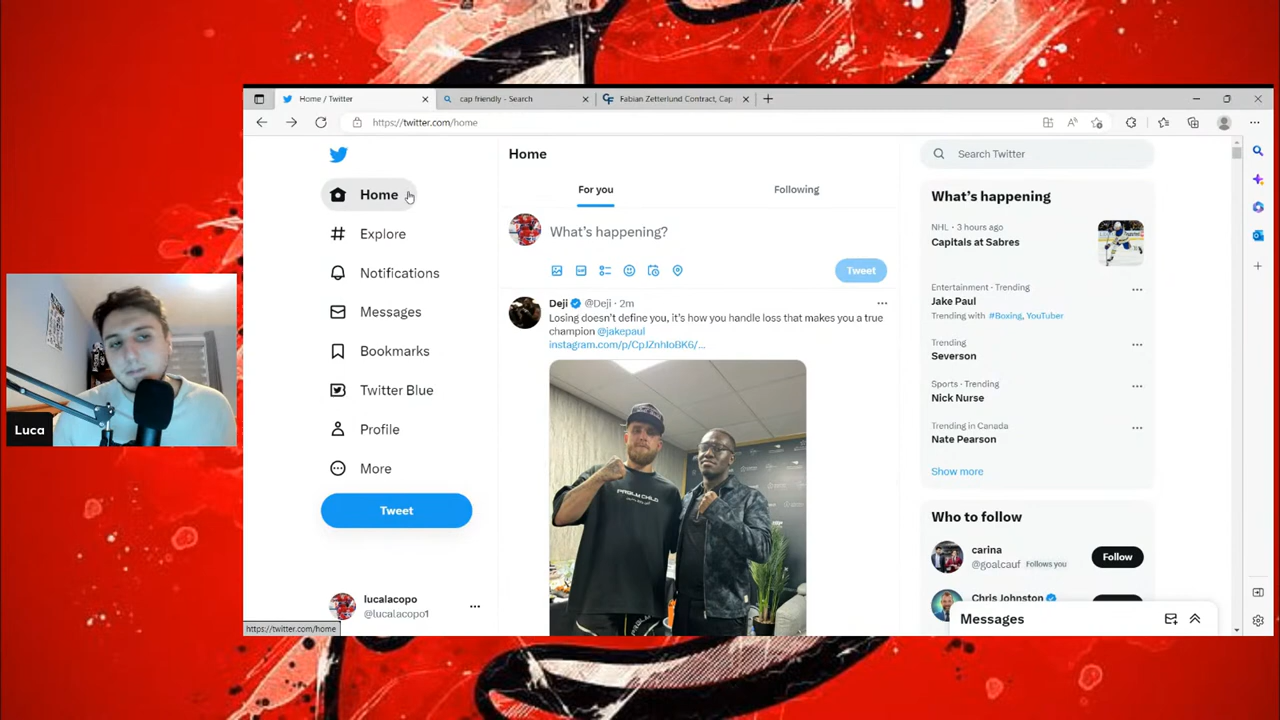 Home / Twitter
cap friendly - Search
Fabian Zetterlund Contract, Cap
https://twitter.com/home
Home
Explore
Notifications
Messages
Bookmarks
Twitter Blue
Profile
More
Tweet
lucalacopo
@lucalacopo1
https://twitter.com/home
Luca
Home
For you
Following
What's happening?
Tweet
Deji @Deji · 2m
Losing doesn't define you, it's how you handle loss that makes you a true
champion @jakepaul
instagram.com/p/CpJZnhIoBK6/...
Search Twitter
What's happening
NHL · 3 hours ago
Capitals at Sabres
Entertainment · Trending
Jake Paul
Trending with #Boxing, YouTuber
Trending
Severson
Sports · Trending
Nick Nurse
Trending in Canada
Nate Pearson
Show more
Who to follow
carina
@goalcauf Follows you
Follow
Chris Johnston
Messages